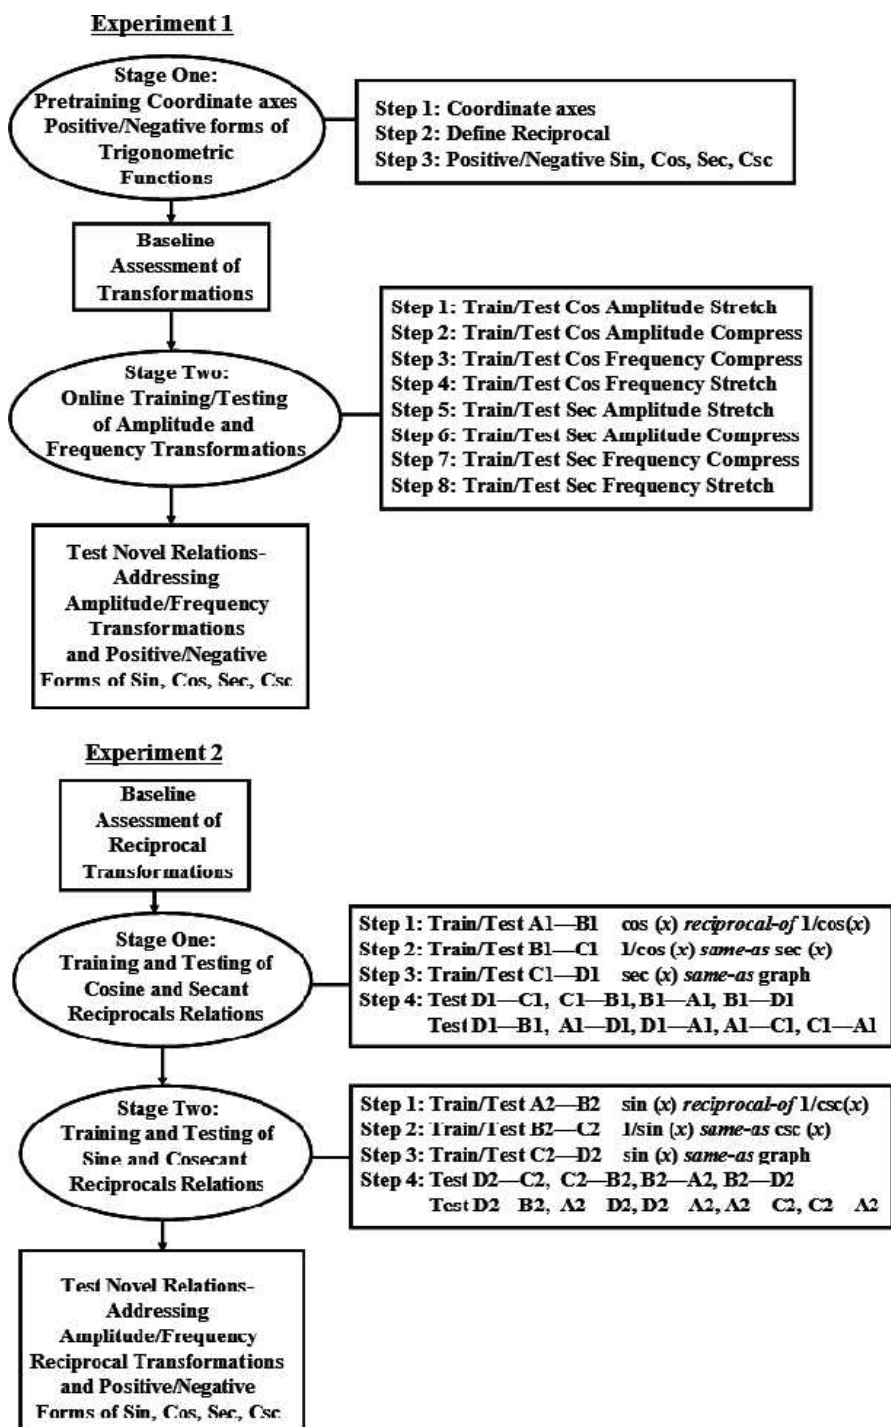 Experiment 1
Stage One:
Pretraining Coordinate axes
Positive/Negative forms of
Trigonometric
Functions
Step 1: Coordinate axes
Step 2: Define Reciprocal
Step 3: Positive/Negative Sin, Cos, Sec, Csc
Baseline
Assessment of
Transformations
Stage Two:
Online Training/Testing
of Amplitude and
Frequency Transformations
Step 1: Train/Test Cos Amplitude Stretch
Step 2: Train/Test Cos Amplitude Compress
Step 3: Train/Test Cos Frequency Compress
Step 4: Train/Test Cos Frequency Stretch
Step 5: Train/Test Sec Amplitude Stretch
Step 6: Train/Test Sec Amplitude Compress
Step 7: Train/Test Sec Frequency Compress
Step 8: Train/Test Sec Frequency Stretch
Test Novel Relations-
Addressing
Amplitude/Frequency
Transformations
and Positive/Negative
Forms of Sin, Cos, Sec, Csc
Experiment 2
Baseline
Assessment of
Reciprocal
Transformations
Stage One:
Training and Testing of
Cosine and Secant
Reciprocals Relations
Step 1: Train/Test A1—B1 cos (x) reciprocal-of 1/cos(x)
Step 2: Train/Test B1—C1 1/cos (x) same-as sec (x)
Step 3: Train/Test C1—D1 sec (x) same-as graph
Step 4: Test D1—C1, C1—B1, B1—A1, B1—D1
Test D1—B1, A1—D1, D1—A1, A1—C1, C1—A1
Stage Two:
Training and Testing of
Sine and Cosecant
Reciprocals Relations
Step 1: Train/Test A2—B2 sin (x) reciprocal-of 1/csc(x)
Step 2: Train/Test B2—C2 1/sin (x) same-as csc (x)
Step 3: Train/Test C2—D2 sin (x) same-as graph
Step 4: Test D2—C2, C2—B2, B2—A2, B2—D2
Test D2 B2, A2 D2, D2 A2, A2 C2, C2 A2
Test Novel Relations-
Addressing
Amplitude/Frequency
Reciprocal Transformations
and Positive/Negative
Forms of Sin, Cos, Sec, Csc